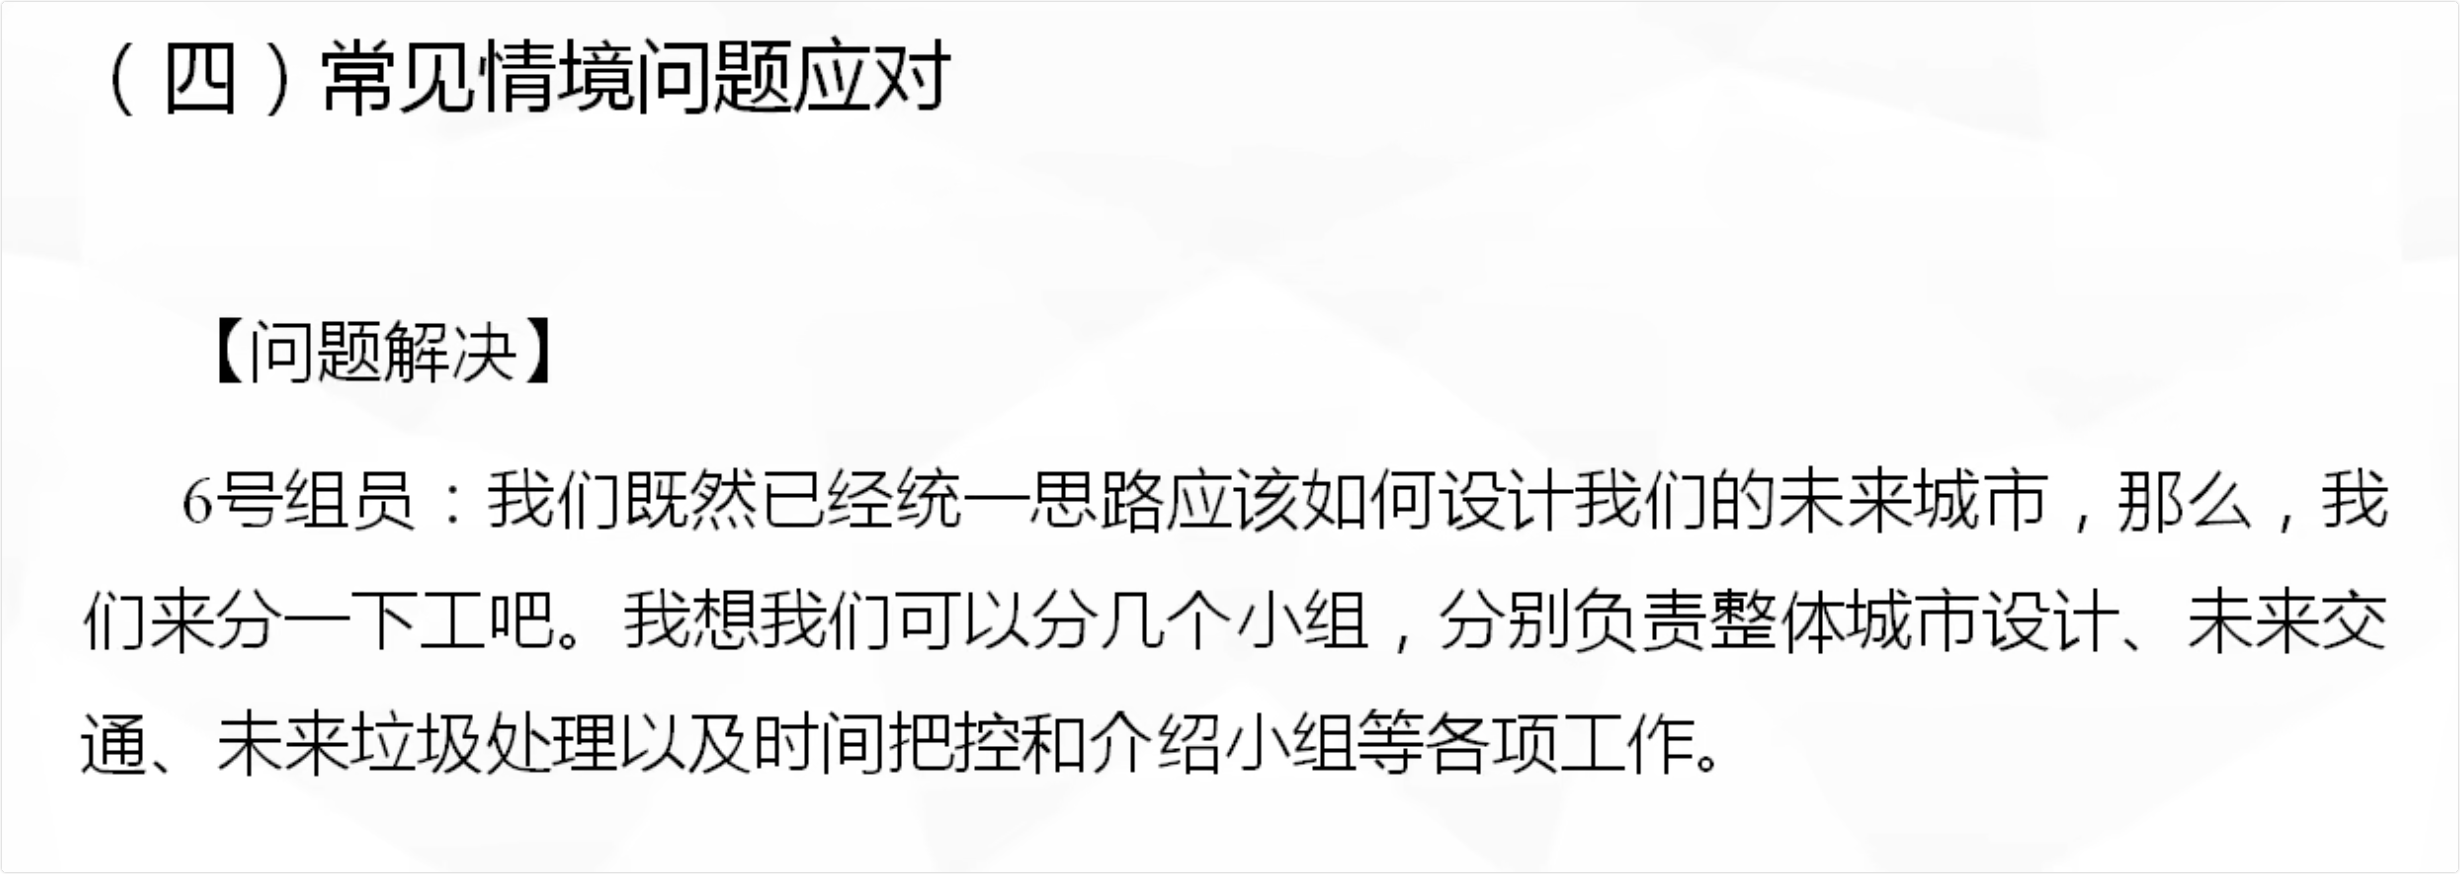 （四）常见情境问题应对
【问题解决】
6号组员：我们既然已经统一思路应该如何设计我们的未来城市，那么，我
们来分一下工吧。我想我们可以分几个小组，分别负责整体城市设计、未来交
通、未来垃圾处理以及时间把控和介绍小组等各项工作。